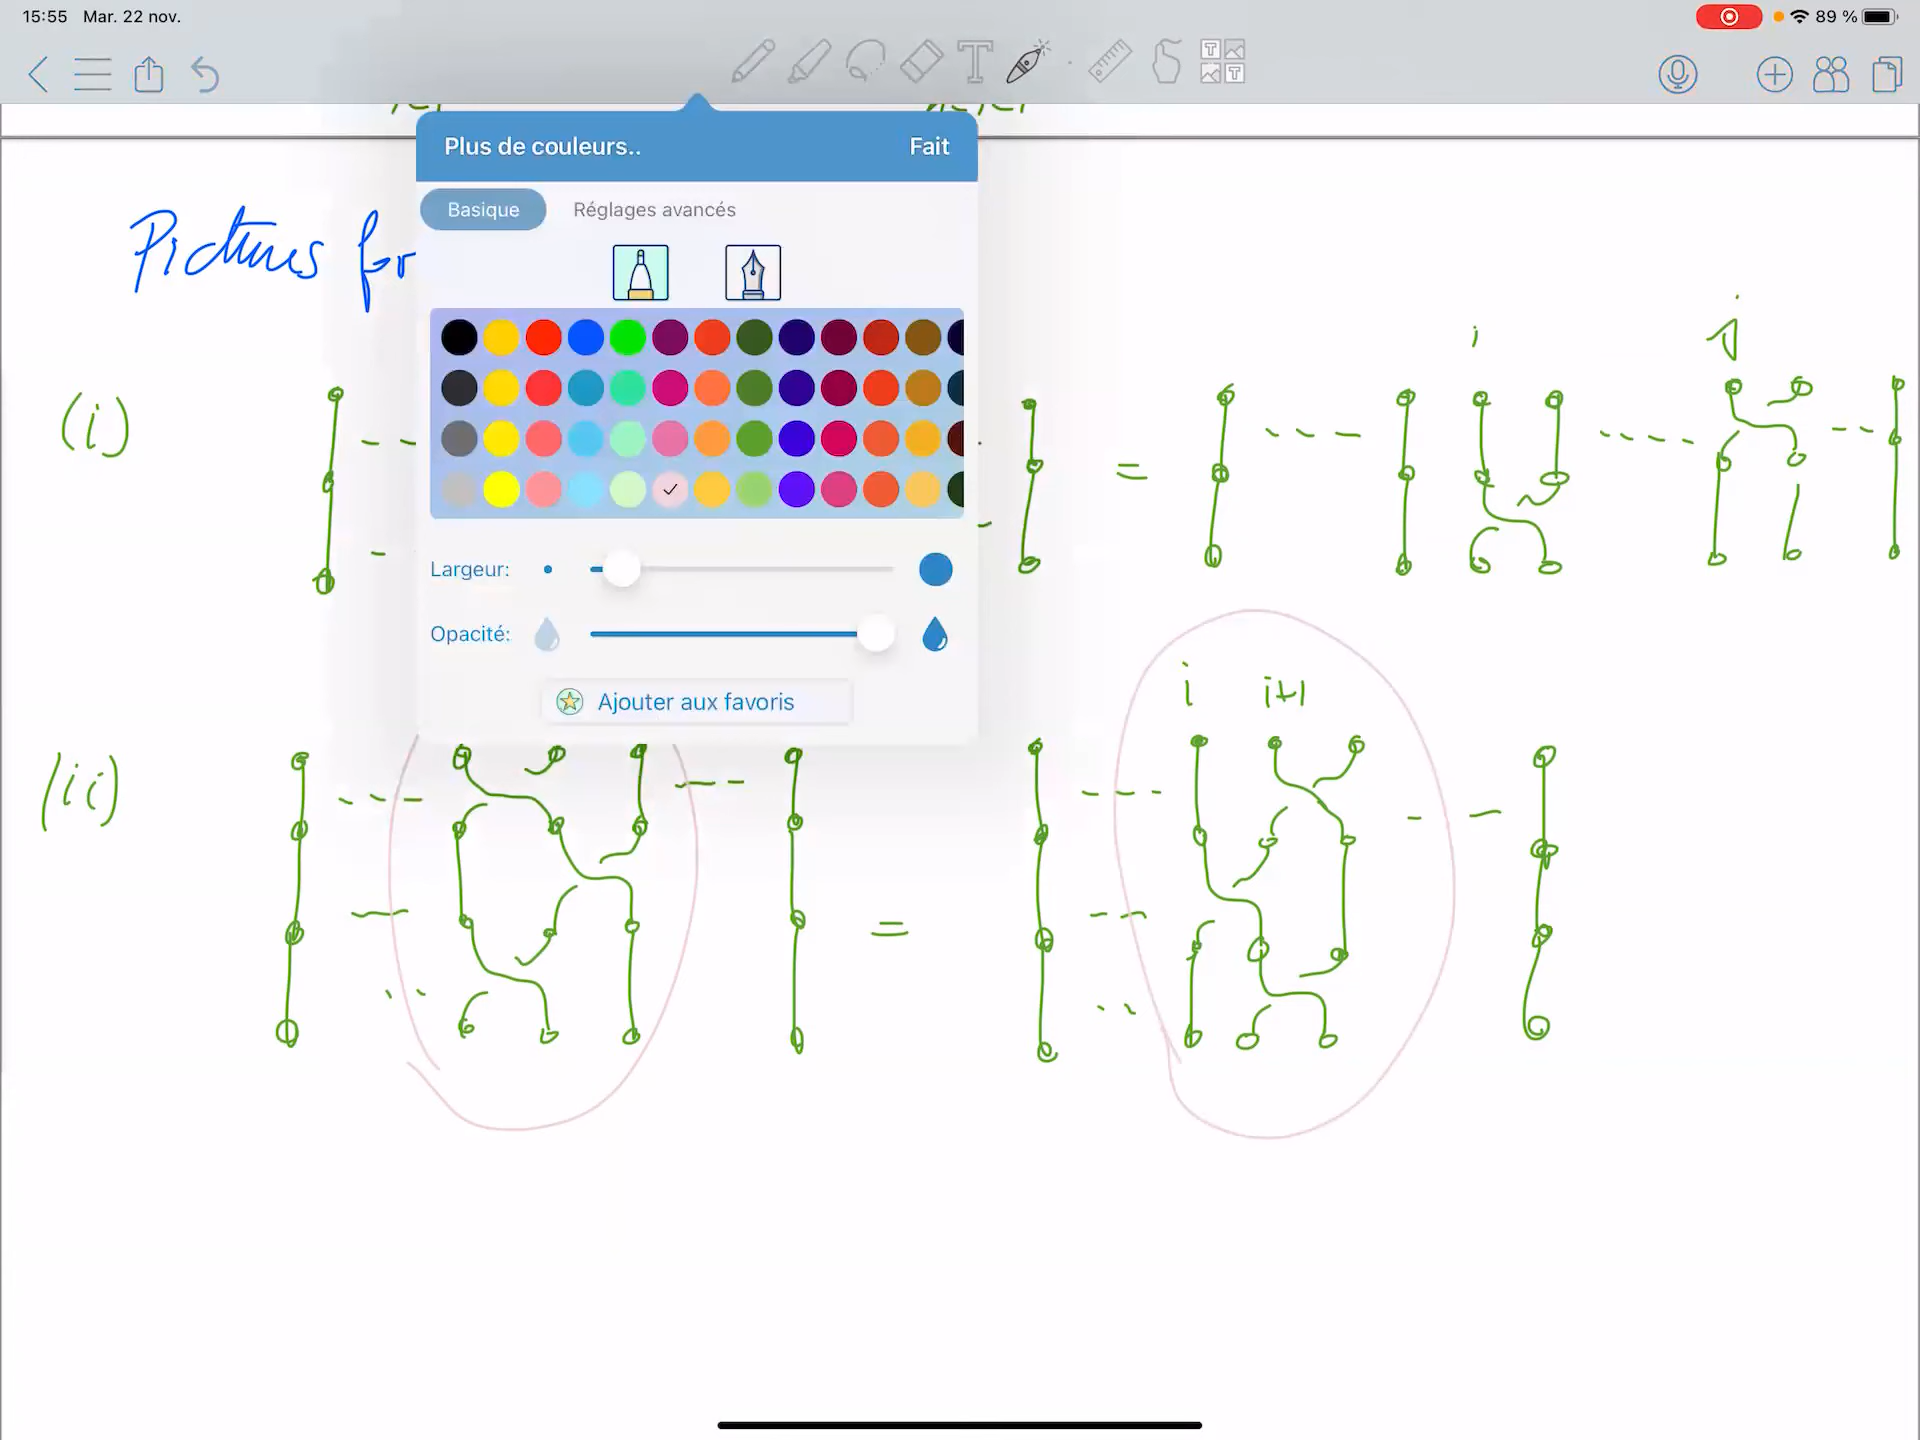 15:55 Mar. 22 nov. 89 %
Plus de couleurs.. Fait
Basique Réglages avancés
Pictures for
Largeur:
Opacité:
Ajouter aux favoris
(i) = i
(ii) = i i+1